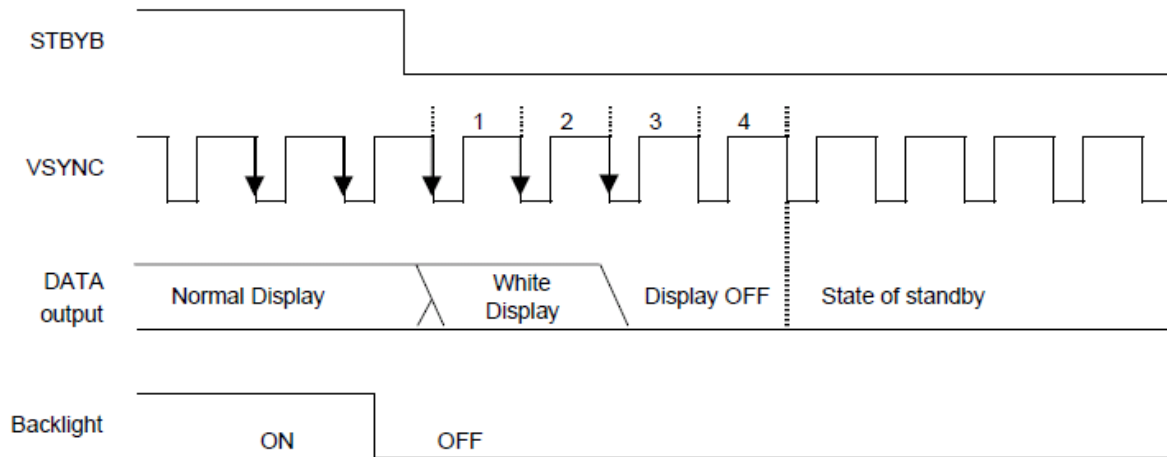 STBYB
1 2 3 4
VSYNC
DATA
output
Normal Display
White
Display
Display OFF
State of standby
Backlight
ON
OFF